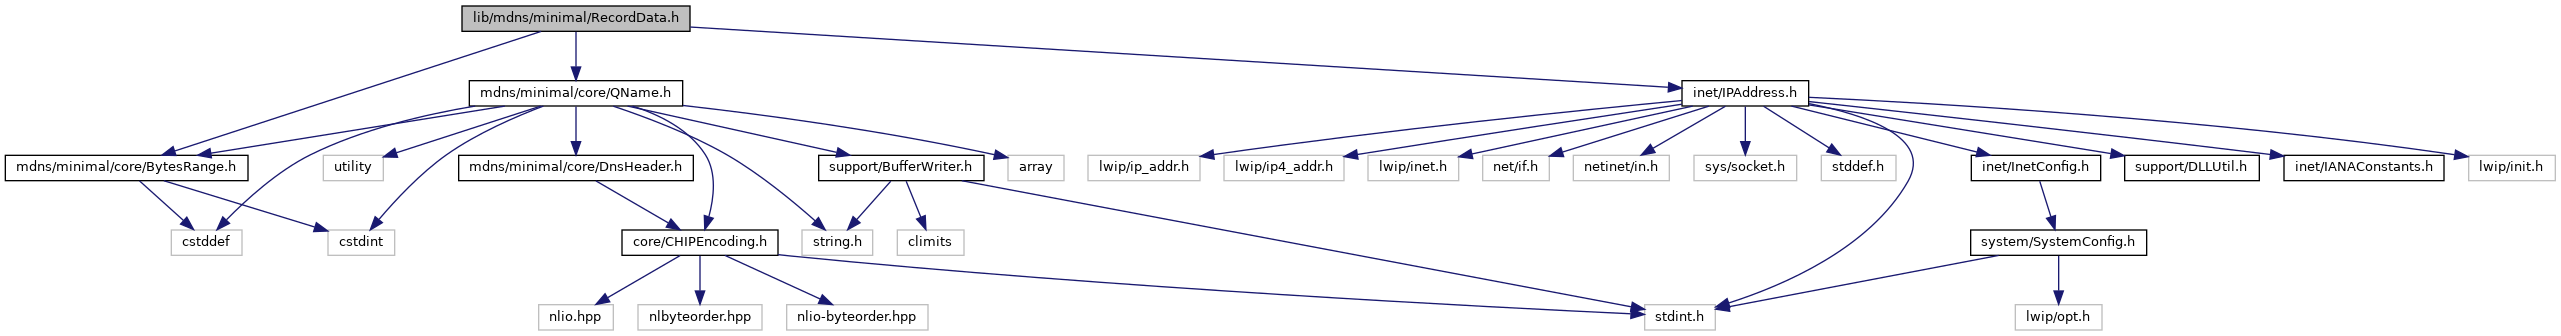 lib/mdns/minimal/RecordData.h
mdns/minimal/core/QName.h
inet/IPAddress.h
mdns/minimal/core/BytesRange.h
utility
mdns/minimal/core/DnsHeader.h
support/BufferWriter.h
array
lwip/ip_addr.h
lwip/ip4_addr.h
lwip/inet.h
net/if.h
netinet/in.h
sys/socket.h
stddef.h
inet/InetConfig.h
support/DLLUtil.h
inet/IANAConstants.h
lwip/init.h
cstddef
cstdint
core/CHIPEncoding.h
string.h
climits
system/SystemConfig.h
nlio.hpp
nlbyteorder.hpp
nlio-byteorder.hpp
stdint.h
lwip/opt.h